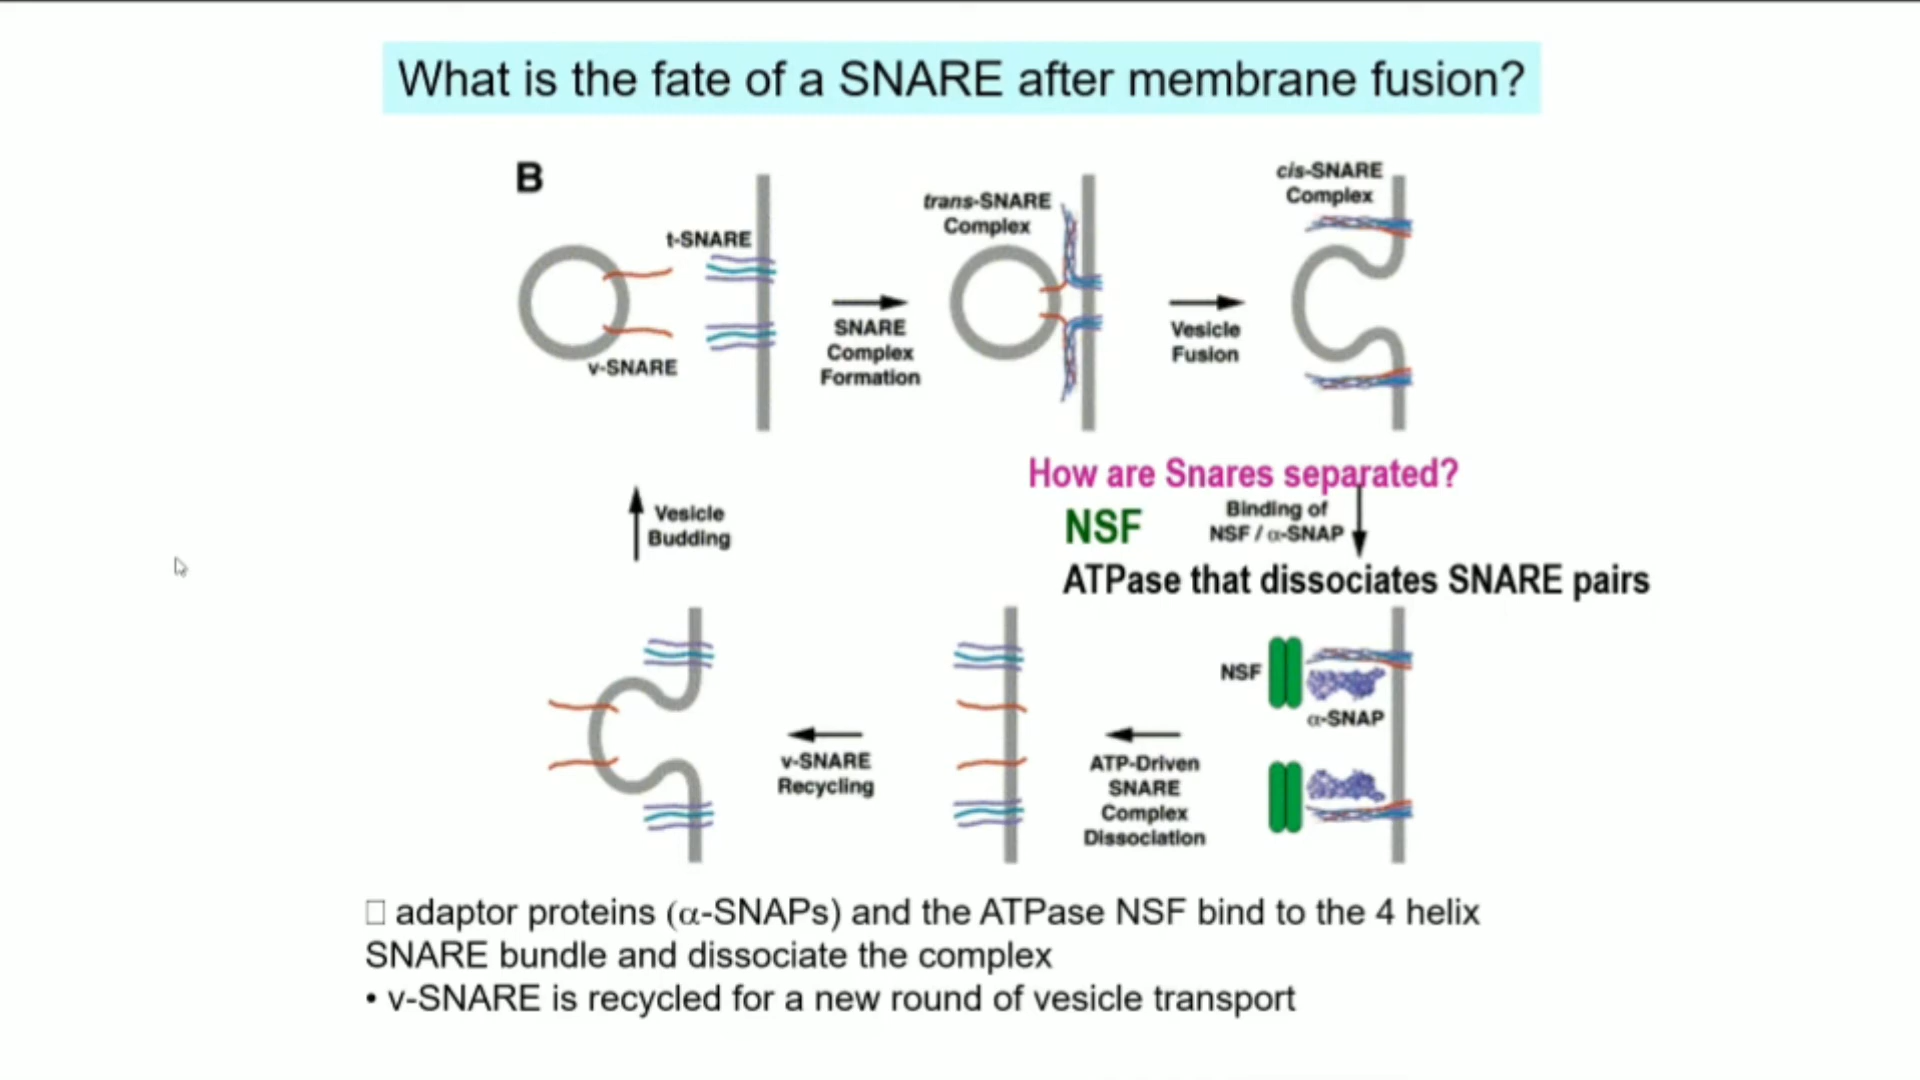 What is the fate of a SNARE after membrane fusion?
B
t-SNARE
v-SNARE
SNARE
Complex
Formation
trans-SNARE
Complex
Vesicle
Fusion
cis-SNARE
Complex
How are Snares separated?
NSF
Binding of
NSF / α-SNAP
ATPase that dissociates SNARE pairs
Vesicle
Budding
NSF
α-SNAP
ATP-Driven
SNARE
Complex
Dissociation
v-SNARE
Recycling
□ adaptor proteins (α-SNAPs) and the ATPase NSF bind to the 4 helix
SNARE bundle and dissociate the complex
• v-SNARE is recycled for a new round of vesicle transport